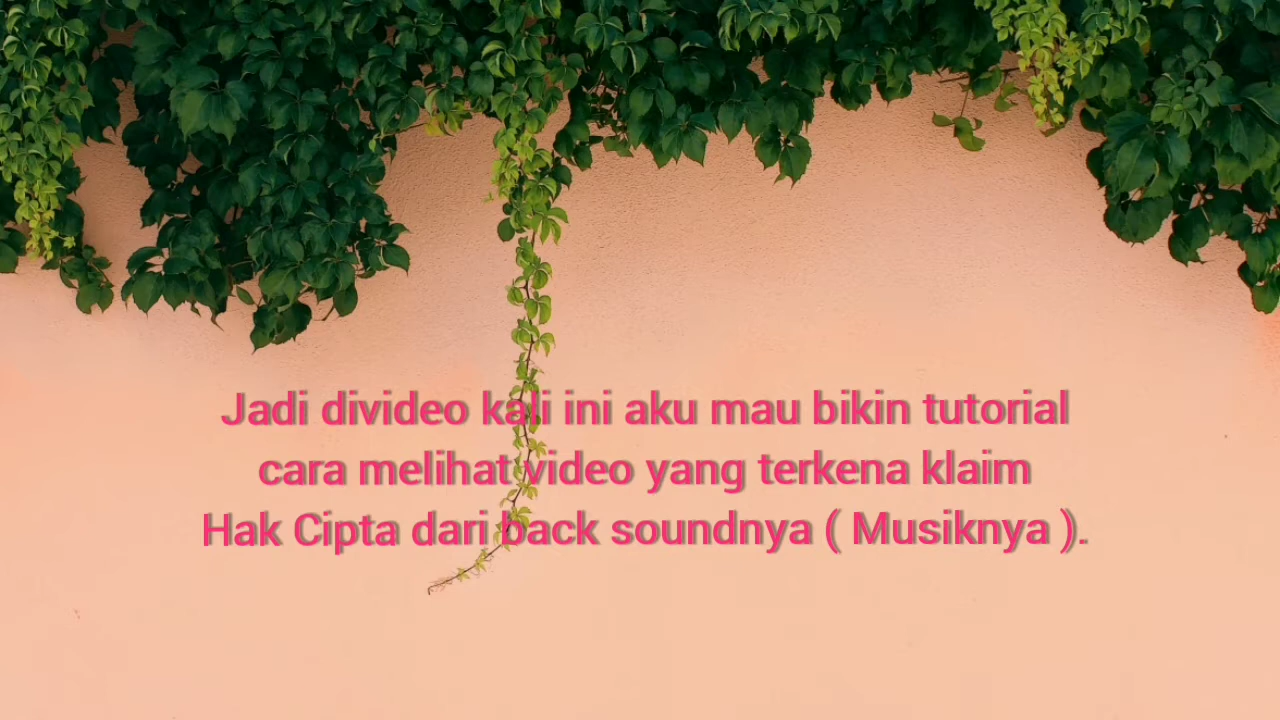 Jadi divideo kali ini aku mau bikin tutorial
cara melihat video yang terkena klaim
Hak Cipta dari back soundnya ( Musiknya ).